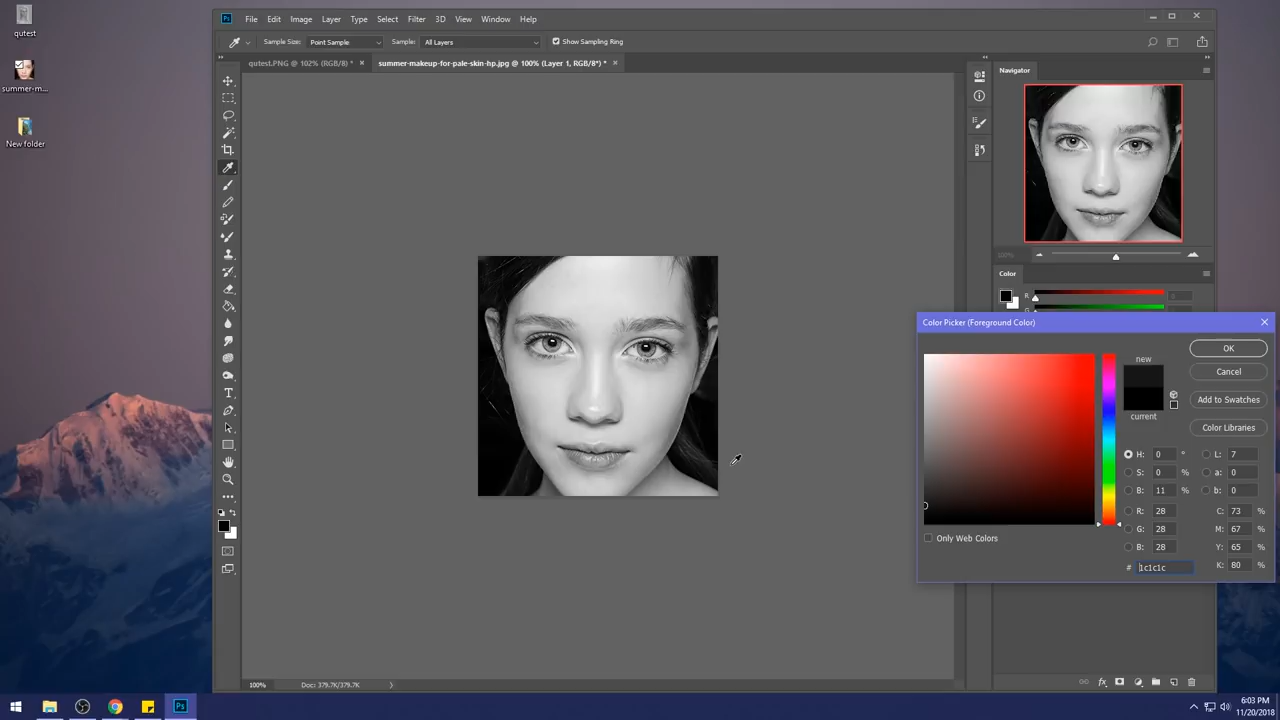 qutest
summer-m...
New folder
Ps
File Edit Image Layer Type Select Filter 3D View Window Help
Sample Size: Point Sample Sample: All Layers Show Sampling Ring
qutest.PNG @ 102% (RGB/8) * × summer-makeup-for-pale-skin-hp.jpg @ 100% (Layer 1, RGB/8*) * ×
Navigator
100%
Color
R
Color Picker (Foreground Color)
new
current
OK
Cancel
Add to Swatches
Color Libraries
H: 0 ° L: 7
S: 0 % a: 0
B: 11 % b: 0
R: 28 C: 73 %
G: 28 M: 67 %
B: 28 Y: 65 %
# 1c1c1c K: 80 %
Only Web Colors
100% Doc: 379.7K/379.7K
Ps
6:03 PM
11/20/2018